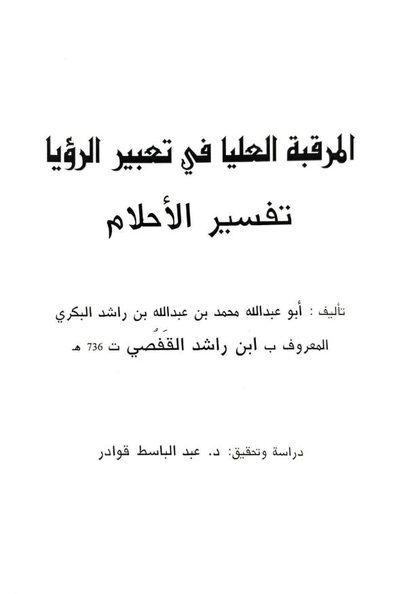 المرقبة العليا في تعبير الرؤيا
تفسير الأحلام
تأليف : أبو عبدالله محمد بن عبدالله بن راشد البكري
المعروف ب ابن راشد القَفْصي ت 736 هـ
دراسة وتحقيق: د. عبد الباسط قوادر